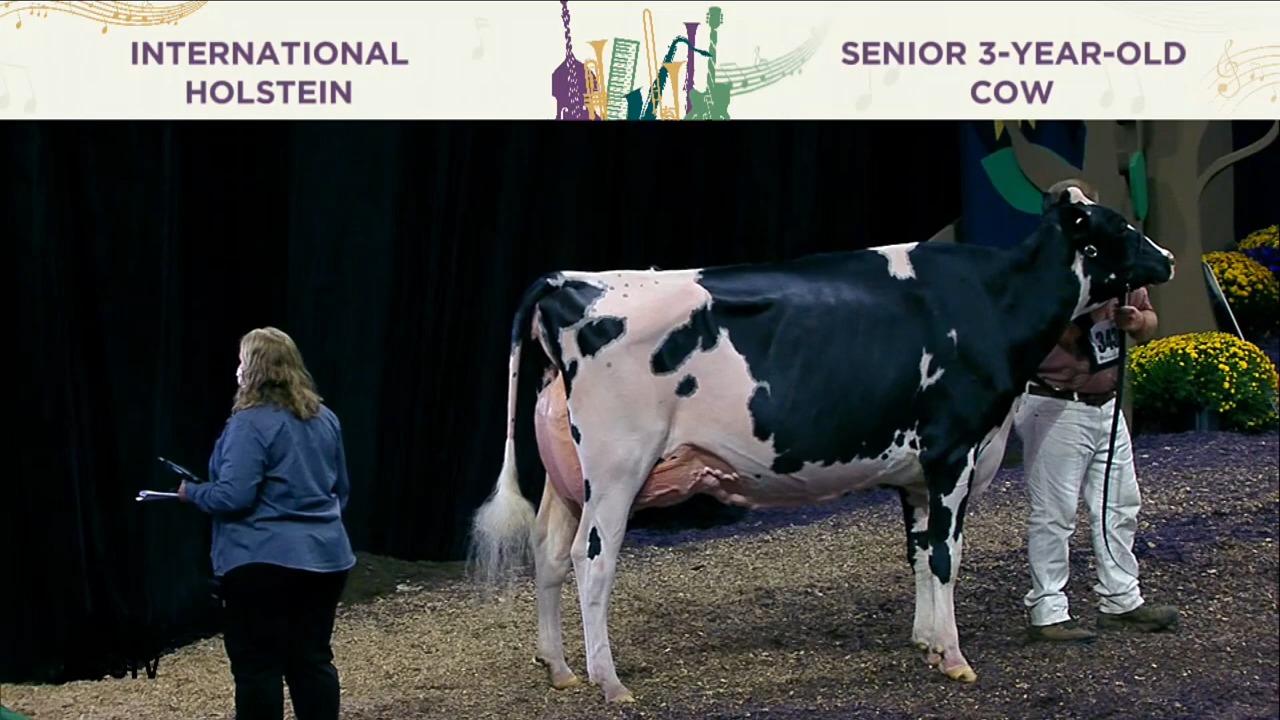 INTERNATIONAL
HOLSTEIN
SENIOR 3-YEAR-OLD
COW